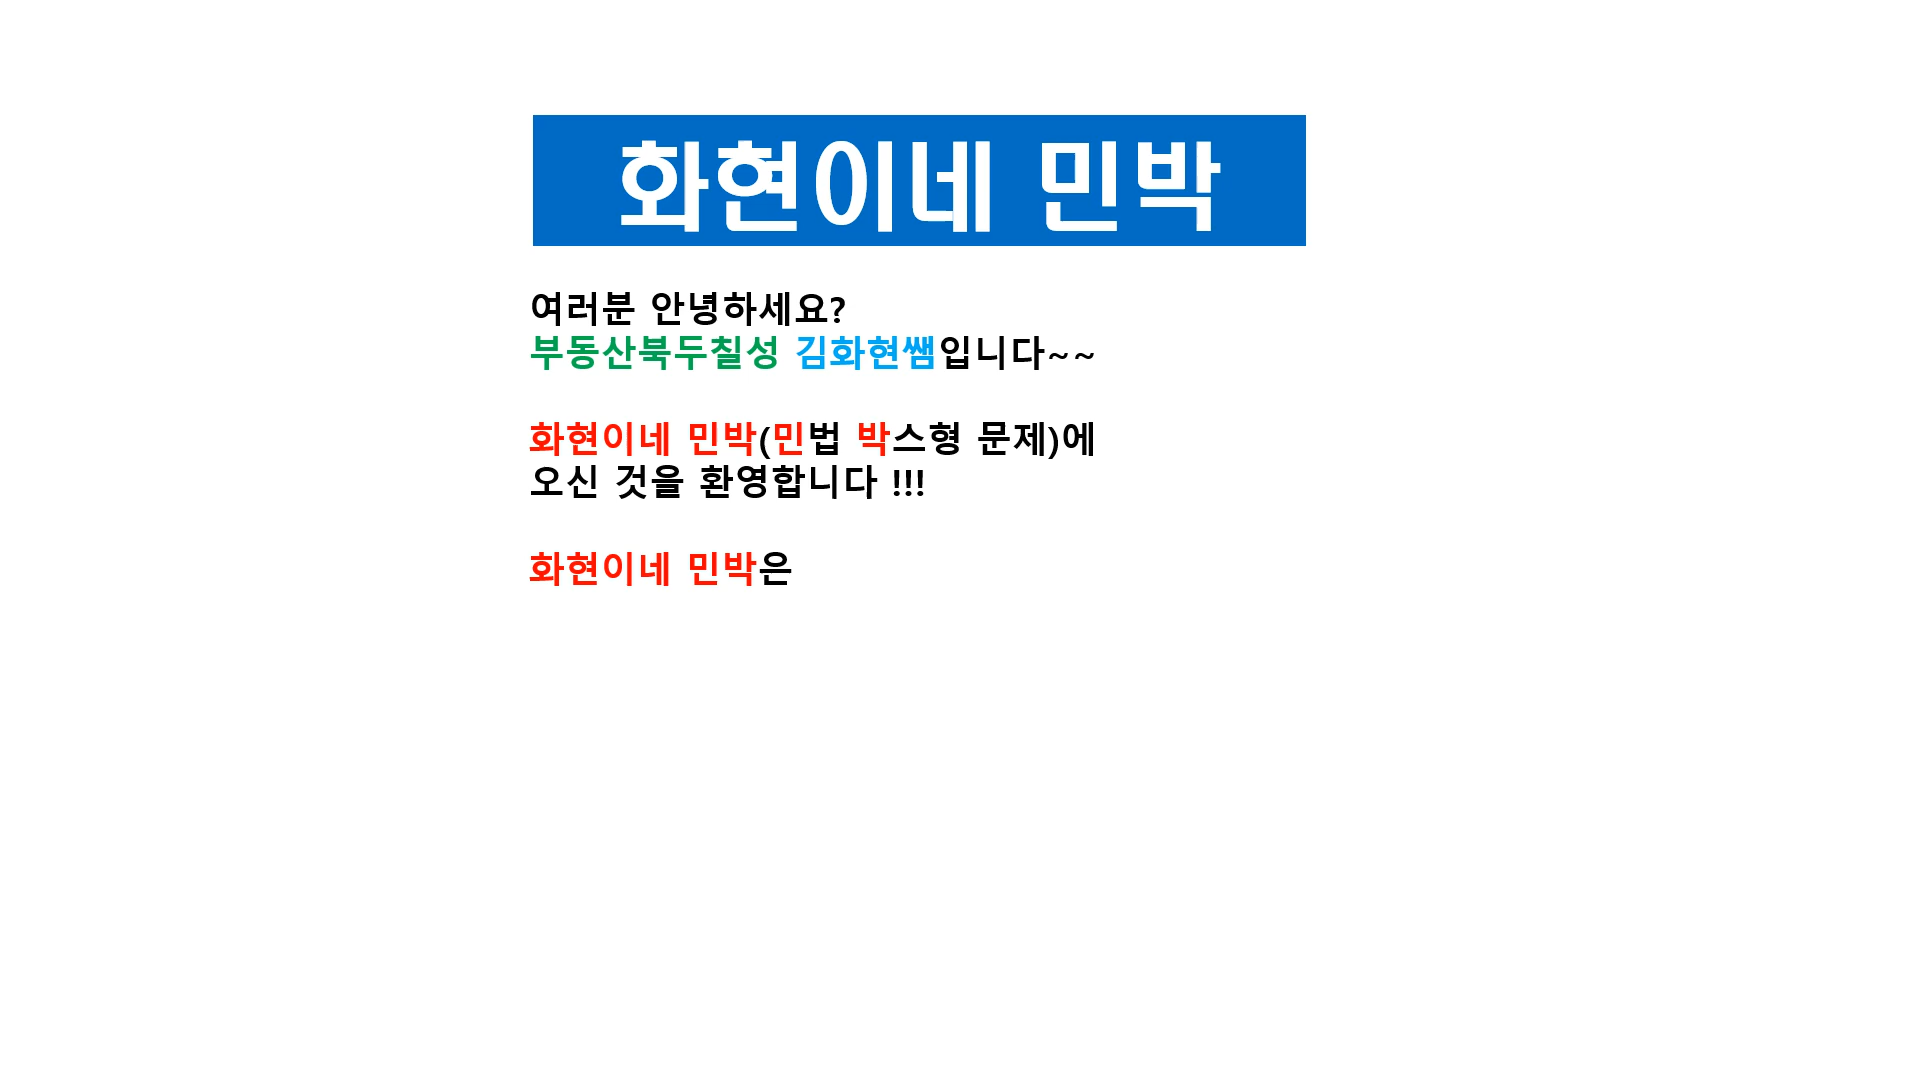 화현이네 민박
여러분 안녕하세요?
부동산북두칠성 김화현쌤입니다~~
화현이네 민박(민법 박스형 문제)에
오신 것을 환영합니다 !!!
화현이네 민박은